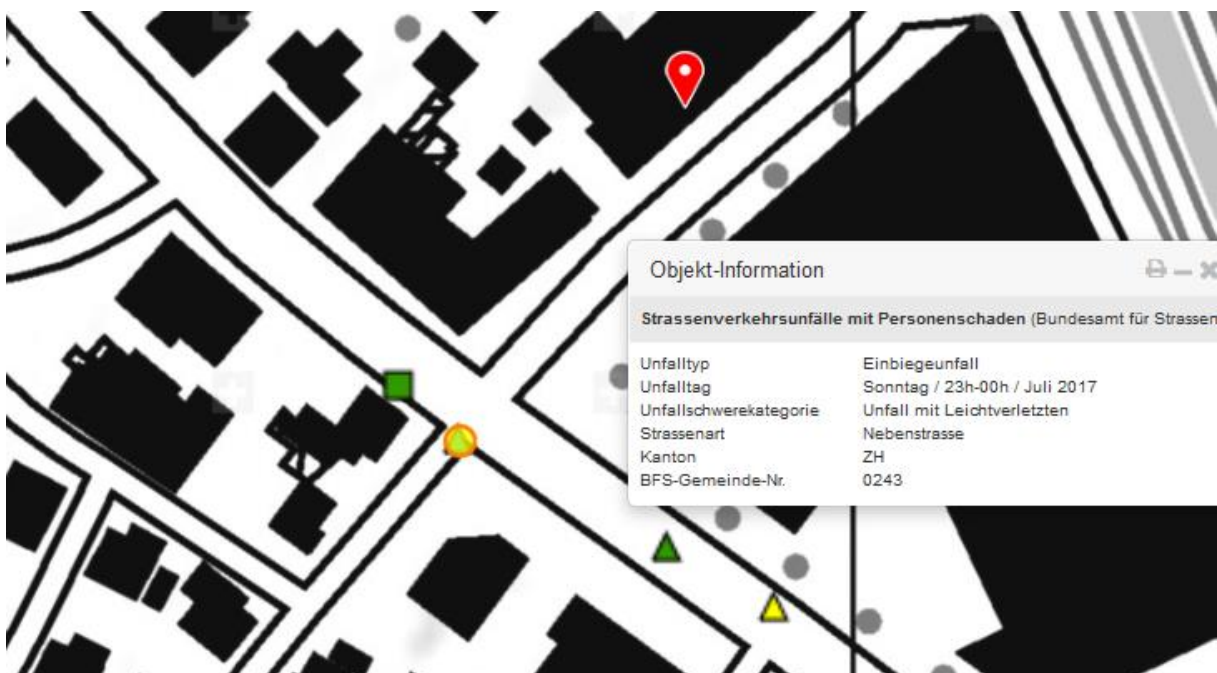 Objekt-Information
Strassenverkehrsunfälle mit Personenschaden (Bundesamt für Strassen
Unfalltyp Einbiegeunfall
Unfalltag Sonntag / 23h-00h / Juli 2017
Unfallschwerekategorie Unfall mit Leichtverletzten
Strassenart Nebenstrasse
Kanton ZH
BFS-Gemeinde-Nr. 0243